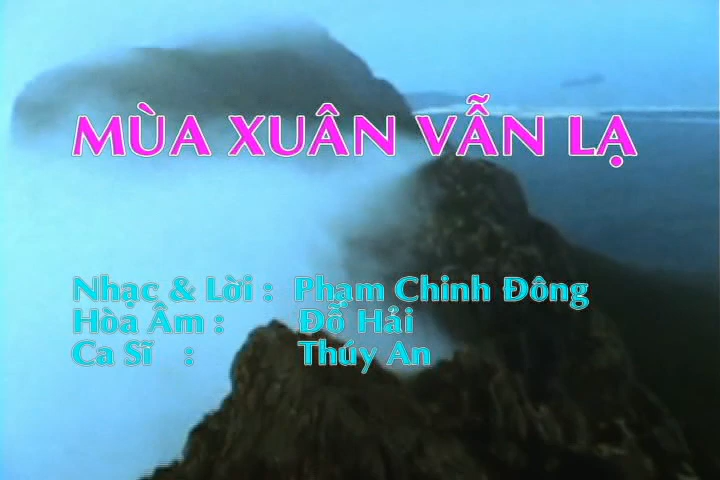 MÙA XUÂN VẪN LẠ
Nhạc & Lời : Phạm Chinh Đông
Hòa Âm : Đỗ Hải
Ca Sĩ : Thúy An